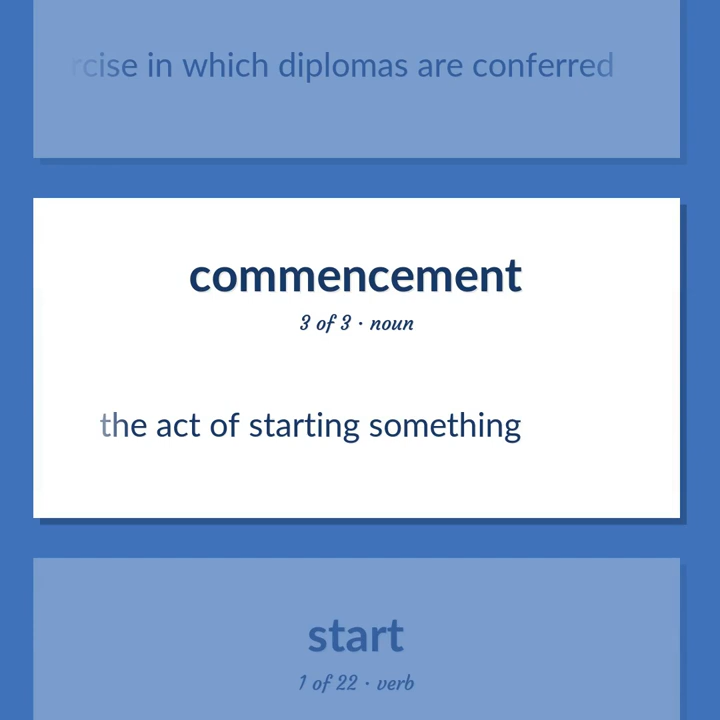 rcise in which diplomas are conferred
commencement
3 of 3 · noun
the act of starting something
start
1 of 22 · verb